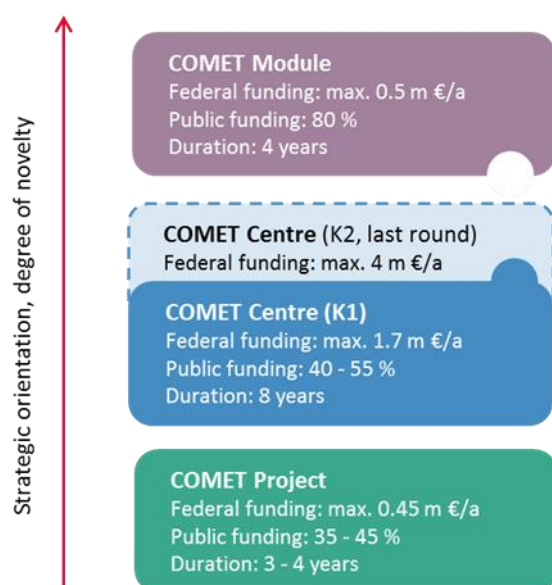 Strategic orientation, degree of novelty
COMET Module
Federal funding: max. 0.5 m €/a
Public funding: 80 %
Duration: 4 years
COMET Centre (K2, last round)
Federal funding: max. 4 m €/a
COMET Centre (K1)
Federal funding: max. 1.7 m €/a
Public funding: 40 - 55 %
Duration: 8 years
COMET Project
Federal funding: max. 0.45 m €/a
Public funding: 35 - 45 %
Duration: 3 - 4 years